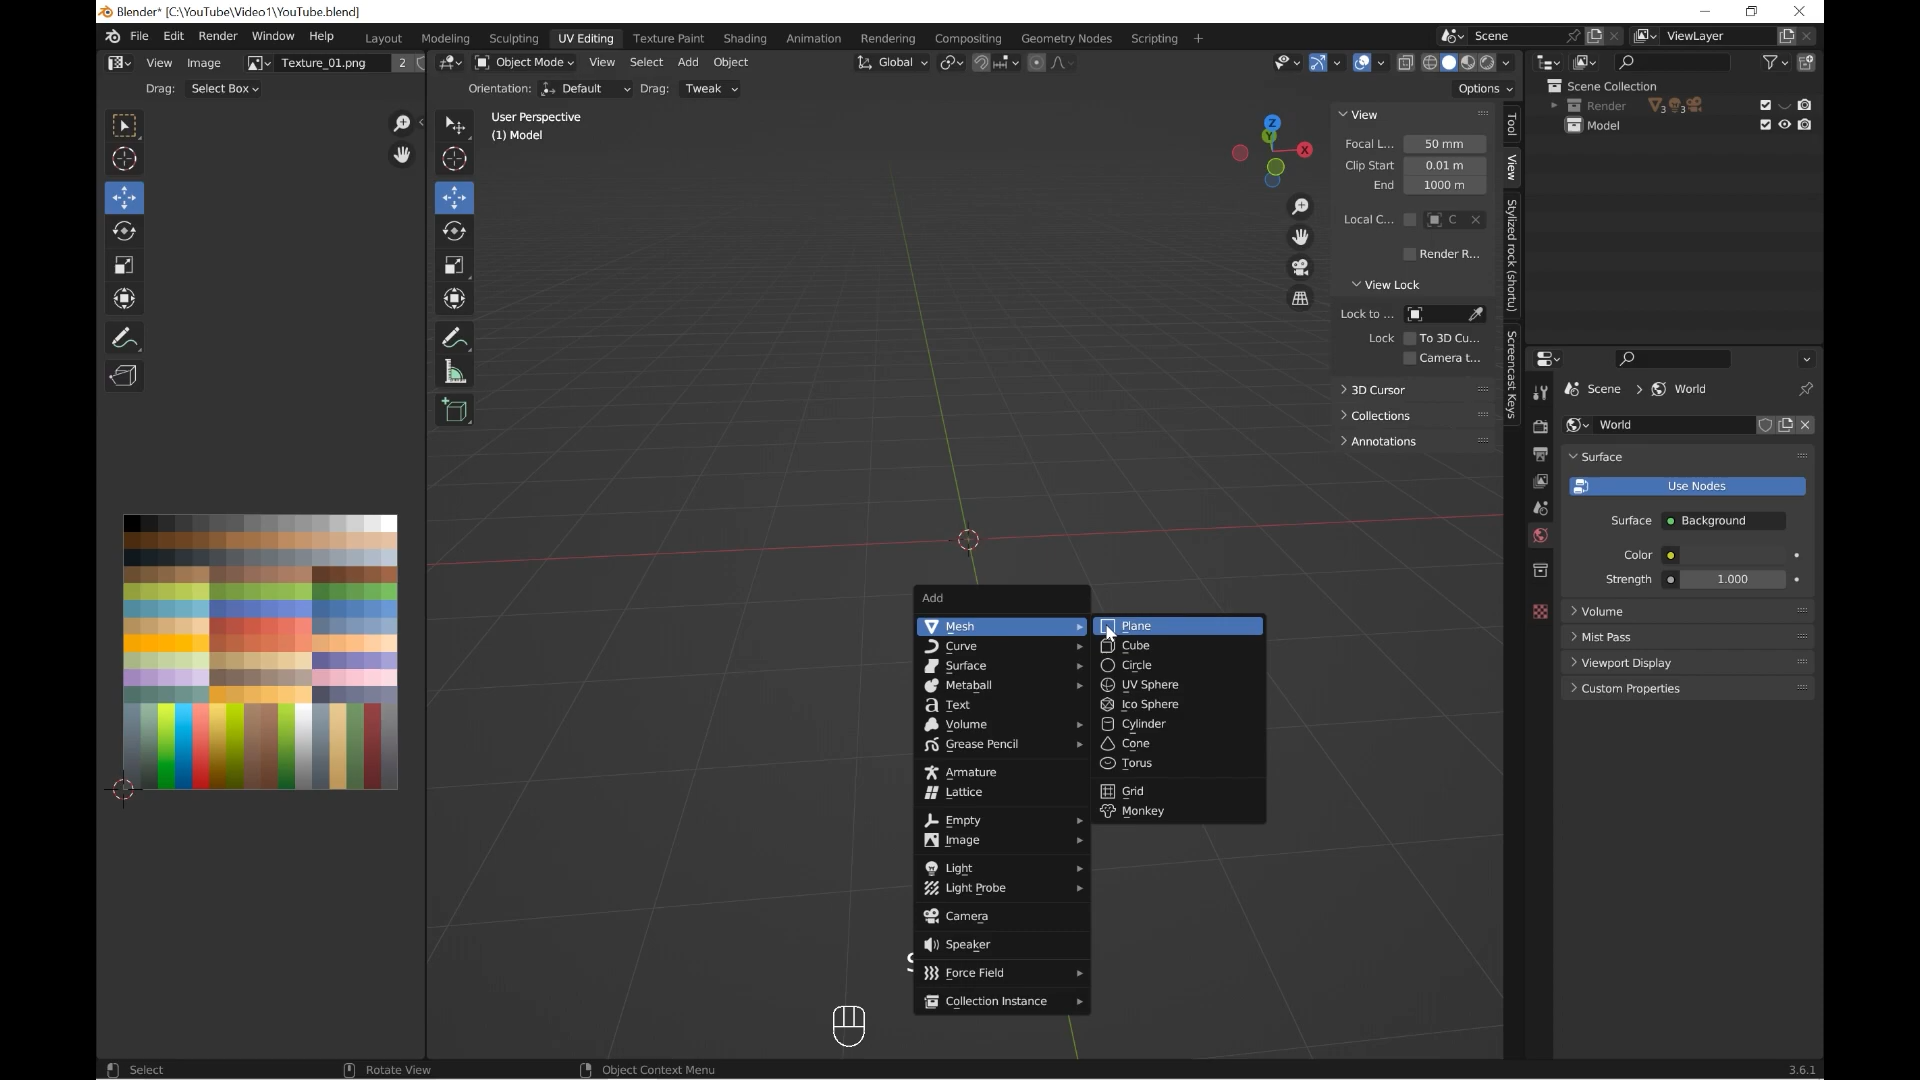 Blender* [C:\YouTube\Video1\YouTube.blend]
File Edit Render Window Help Layout Modeling Sculpting UV Editing Texture Paint Shading Animation Rendering Compositing Geometry Nodes Scripting + Scene ViewLayer
View Image Texture_01.png 2 Object Mode View Select Add Object Global
Drag: Select Box Orientation: Default Drag: Tweak Options
User Perspective
(1) Model
Z
Y
X
View
Focal L... 50 mm
Clip Start 0.01 m
End 1000 m
Local C... C
Render R...
View Lock
Lock to ...
Lock To 3D Cu...
Camera t...
3D Cursor
Collections
Annotations
Tool
View
Stylized rock (shortu)
Screencast Keys
Scene Collection
Render 3 3
Model
Scene > World
World
Surface
Use Nodes
Surface Background
Color
Strength 1.000
Volume
Mist Pass
Viewport Display
Custom Properties
Add
Mesh
Curve
Surface
Metaball
Text
Volume
Grease Pencil
Armature
Lattice
Empty
Image
Light
Light Probe
Camera
Speaker
Force Field
Collection Instance
Plane
Cube
Circle
UV Sphere
Ico Sphere
Cylinder
Cone
Torus
Grid
Monkey
Select Rotate View Object Context Menu 3.6.1